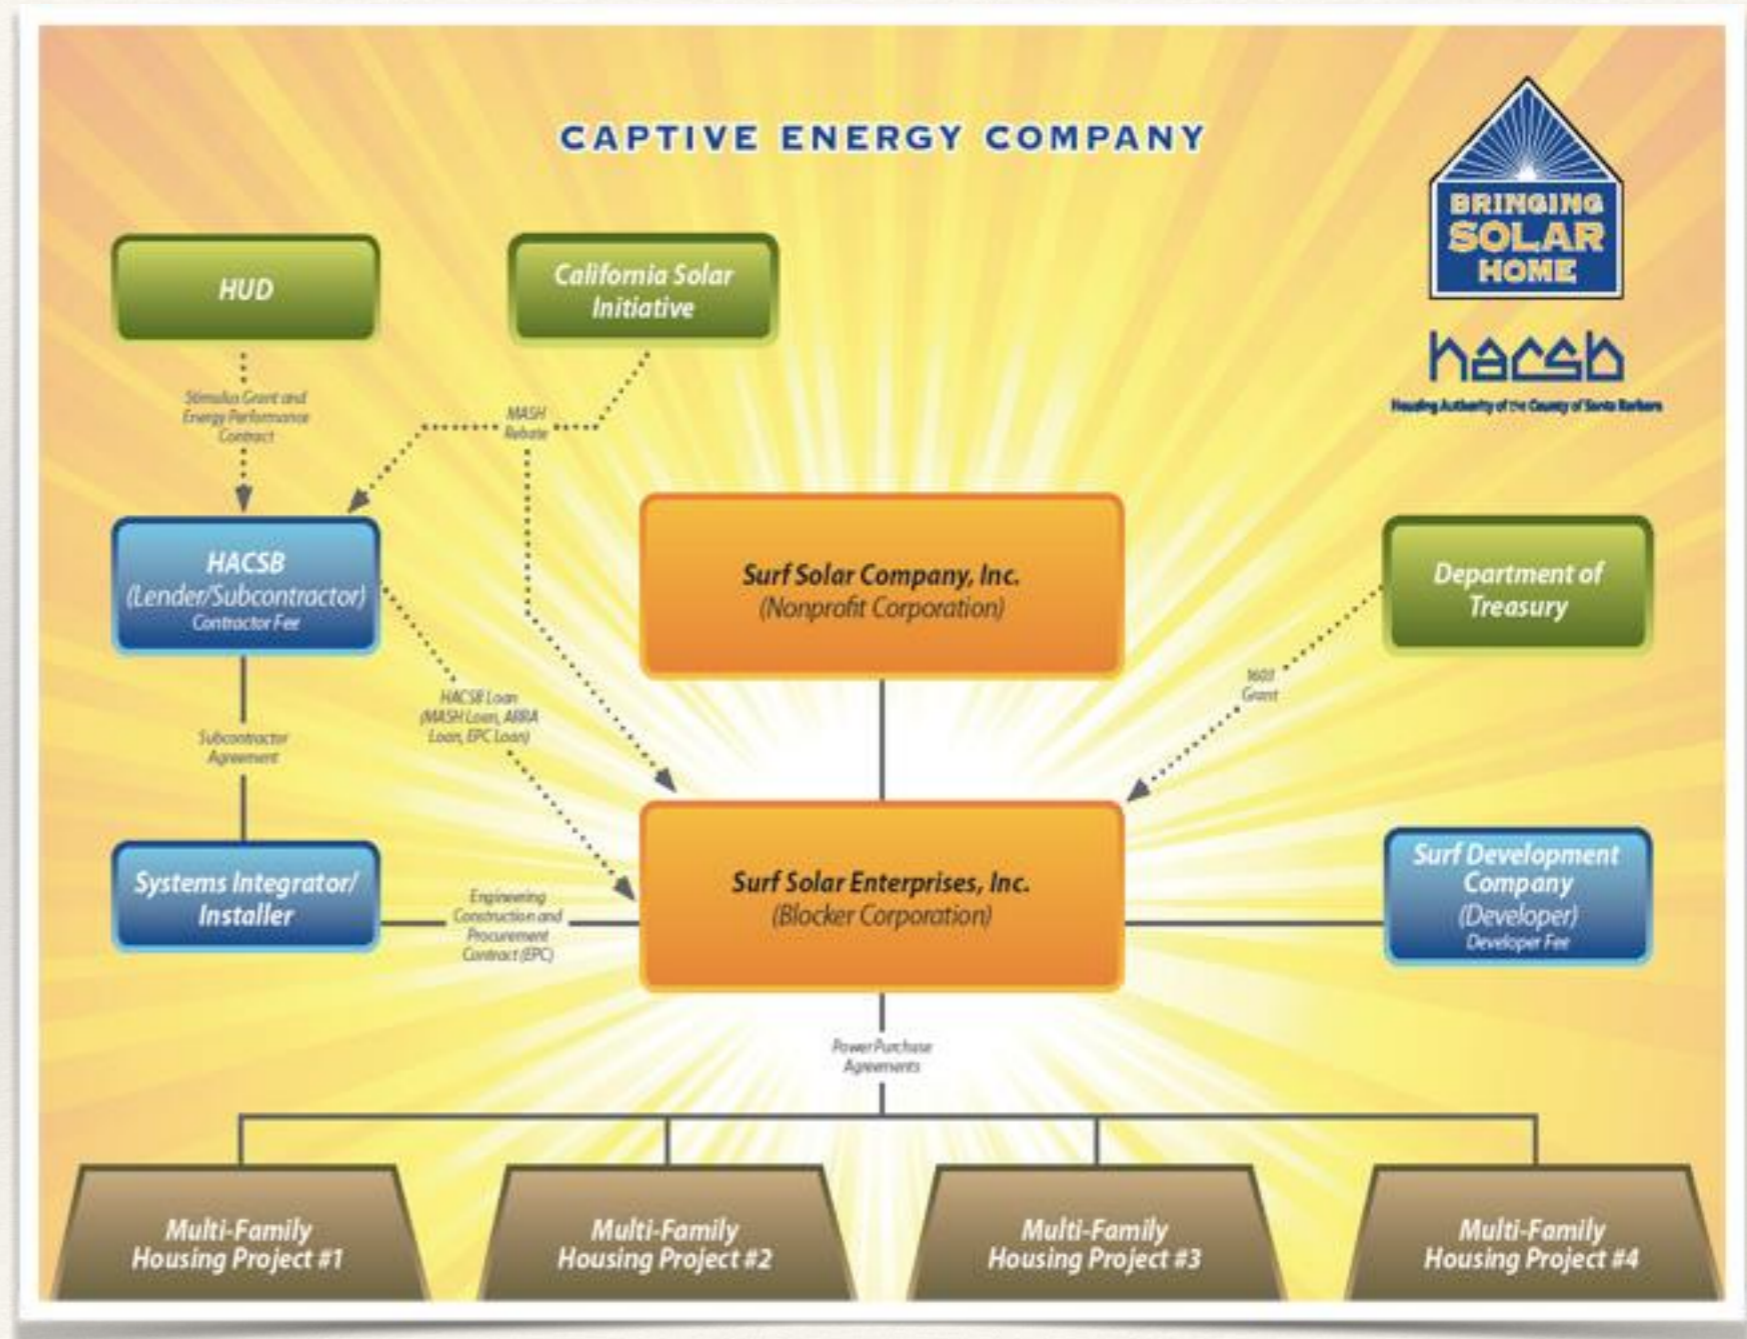 CAPTIVE ENERGY COMPANY
BRINGING
SOLAR
HOME
hacsb
Housing Authority of the County of Santa Barbara
HUD
California Solar
Initiative
Stimulus Grant and
Energy Performance
Contract
MASH
Rebate
HACSB
(Lender/Subcontractor)
Contractor Fee
Surf Solar Company, Inc.
(Nonprofit Corporation)
Department of
Treasury
HACSB Loan
(MASH Loan, ARRA
Loan, EPC Loan)
1603
Grant
Subcontractor
Agreement
Systems Integrator/
Installer
Engineering
Construction and
Procurement
Contract (EPC)
Surf Solar Enterprises, Inc.
(Blocker Corporation)
Surf Development
Company
(Developer)
Developer Fee
Power Purchase
Agreements
Multi-Family
Housing Project #1
Multi-Family
Housing Project #2
Multi-Family
Housing Project #3
Multi-Family
Housing Project #4